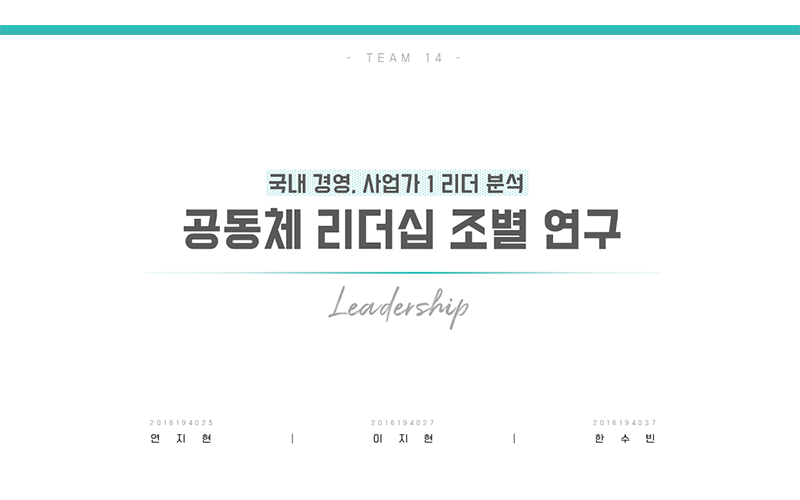 - TEAM 14 -
국내 경영, 사업가 1 리더 분석
공동체 리더십 조별 연구
Leadership
2016194025 2016194027 2016194037
연 지 현 | 이 지 현 | 한 수 빈